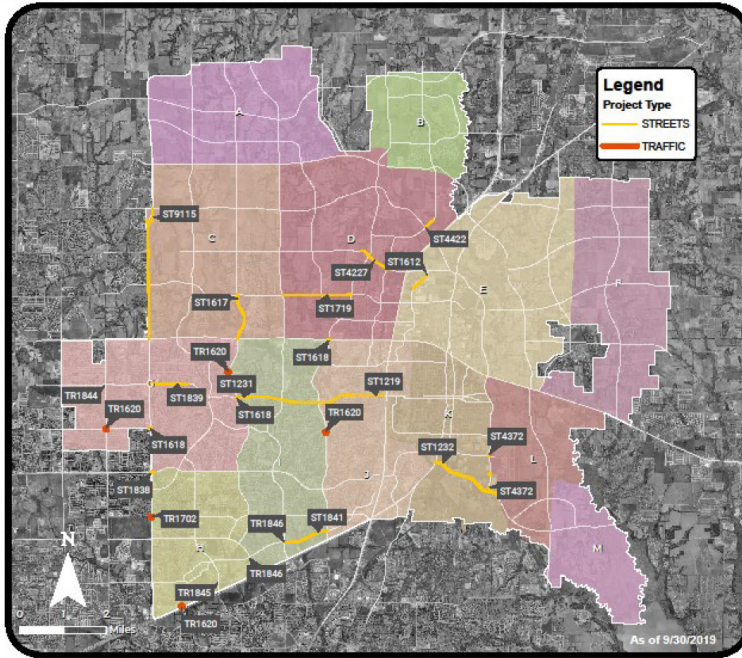 Legend
Project Type
STREETS
TRAFFIC
A
B
C
D
E
F
ST9115
ST4422
ST4227
ST1612
ST1617
ST1719
TR1620
ST1618
ST1231
TR1844
ST1839
ST1219
TR1620
ST1618
TR1620
K
ST1618
ST4372
ST1232
L
ST1838
J
ST4372
TR1702
TR1846
ST1841
H
M
N
TR1846
TR1845
0 1 2
Miles
TR1620
As of 9/30/2019